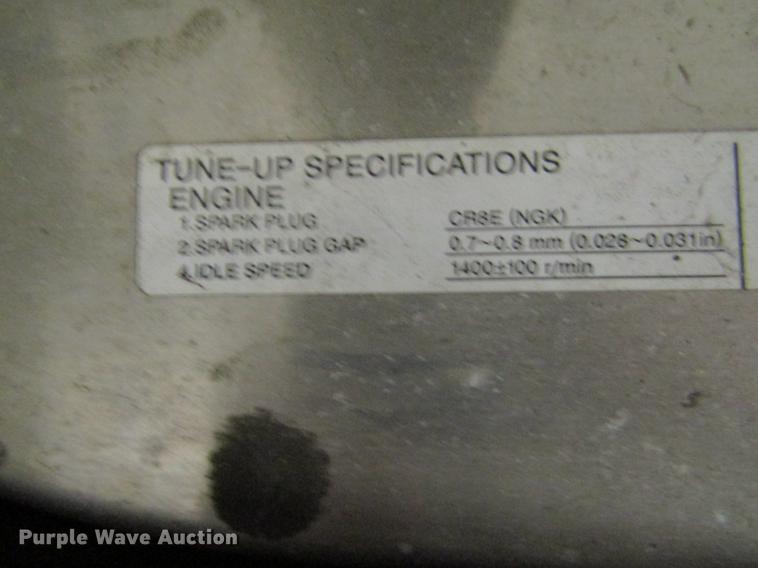 TUNE-UP SPECIFICATIONS
ENGINE
1.SPARK PLUG CR8E (NGK)
2.SPARK PLUG GAP 0.7~0.8 mm (0.028~0.031in)
4.IDLE SPEED 1400±100 r/min
Purple Wave Auction